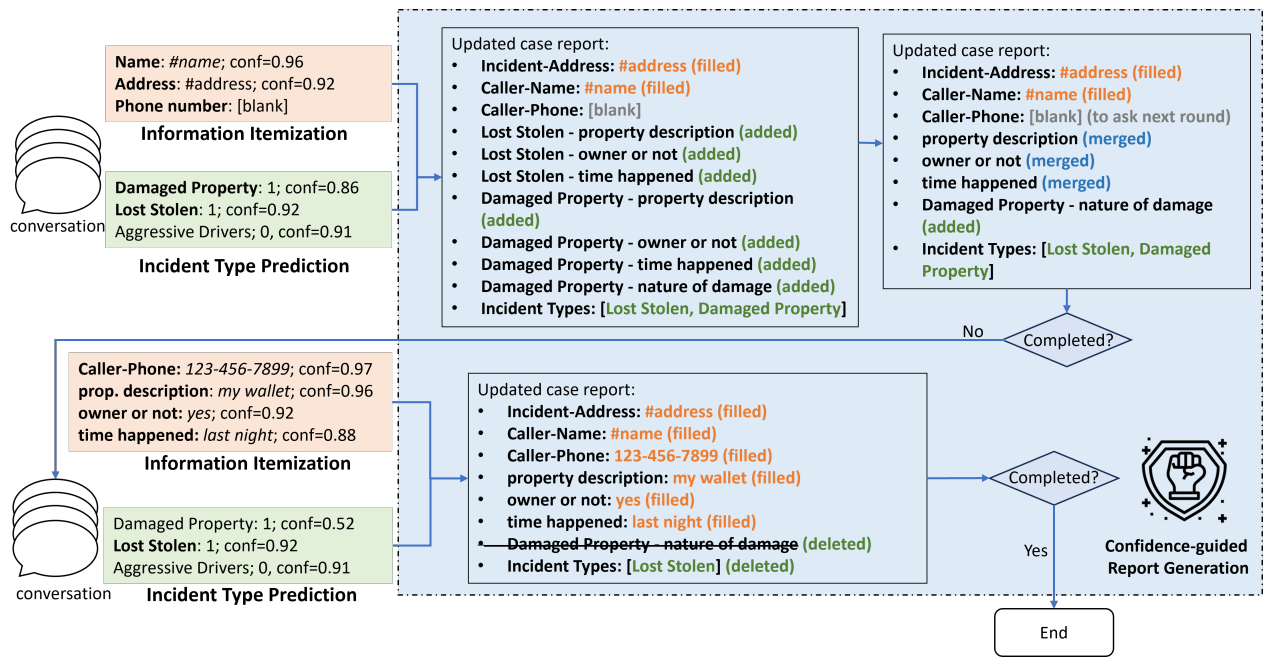 Name: #name; conf=0.96
Address: #address; conf=0.92
Phone number: [blank]
Information Itemization
conversation
Damaged Property: 1; conf=0.86
Lost Stolen: 1; conf=0.92
Aggressive Drivers; 0, conf=0.91
Incident Type Prediction
Updated case report:
• Incident-Address: #address (filled)
• Caller-Name: #name (filled)
• Caller-Phone: [blank]
• Lost Stolen - property description (added)
• Lost Stolen - owner or not (added)
• Lost Stolen - time happened (added)
• Damaged Property - property description
(added)
• Damaged Property - owner or not (added)
• Damaged Property - time happened (added)
• Damaged Property - nature of damage (added)
• Incident Types: [Lost Stolen, Damaged Property]
Updated case report:
• Incident-Address: #address (filled)
• Caller-Name: #name (filled)
• Caller-Phone: [blank] (to ask next round)
• property description (merged)
• owner or not (merged)
• time happened (merged)
• Damaged Property - nature of damage
(added)
• Incident Types: [Lost Stolen, Damaged
Property]
Completed?
No
Caller-Phone: 123-456-7899; conf=0.97
prop. description: my wallet; conf=0.96
owner or not: yes; conf=0.92
time happened: last night; conf=0.88
Information Itemization
conversation
Damaged Property: 1; conf=0.52
Lost Stolen: 1; conf=0.92
Aggressive Drivers; 0, conf=0.91
Incident Type Prediction
Updated case report:
• Incident-Address: #address (filled)
• Caller-Name: #name (filled)
• Caller-Phone: 123-456-7899 (filled)
• property description: my wallet (filled)
• owner or not: yes (filled)
• time happened: last night (filled)
• Damaged Property - nature of damage (deleted)
• Incident Types: [Lost Stolen] (deleted)
Completed?
Yes
Confidence-guided
Report Generation
End